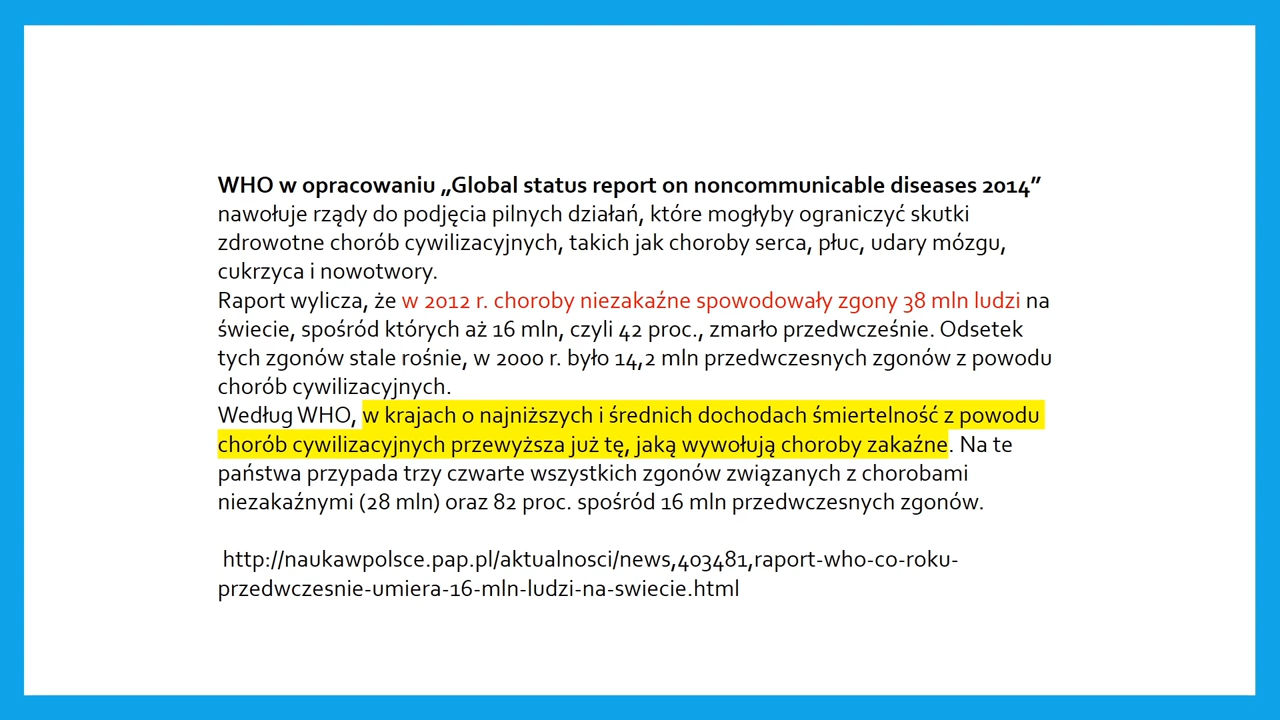 WHO w opracowaniu „Global status report on noncommunicable diseases 2014”
nawołuje rządy do podjęcia pilnych działań, które mogłyby ograniczyć skutki
zdrowotne chorób cywilizacyjnych, takich jak choroby serca, płuc, udary mózgu,
cukrzyca i nowotwory.
Raport wylicza, że w 2012 r. choroby niezakaźne spowodowały zgony 38 mln ludzi na
świecie, spośród których aż 16 mln, czyli 42 proc., zmarło przedwcześnie. Odsetek
tych zgonów stale rośnie, w 2000 r. było 14,2 mln przedwczesnych zgonów z powodu
chorób cywilizacyjnych.
Według WHO, w krajach o najniższych i średnich dochodach śmiertelność z powodu
chorób cywilizacyjnych przewyższa już tę, jaką wywołują choroby zakaźne. Na te
państwa przypada trzy czwarte wszystkich zgonów związanych z chorobami
niezakaźnymi (28 mln) oraz 82 proc. spośród 16 mln przedwczesnych zgonów.
http://naukawpolsce.pap.pl/aktualnosci/news,403481,raport-who-co-roku-
przedwczesnie-umiera-16-mln-ludzi-na-swiecie.html